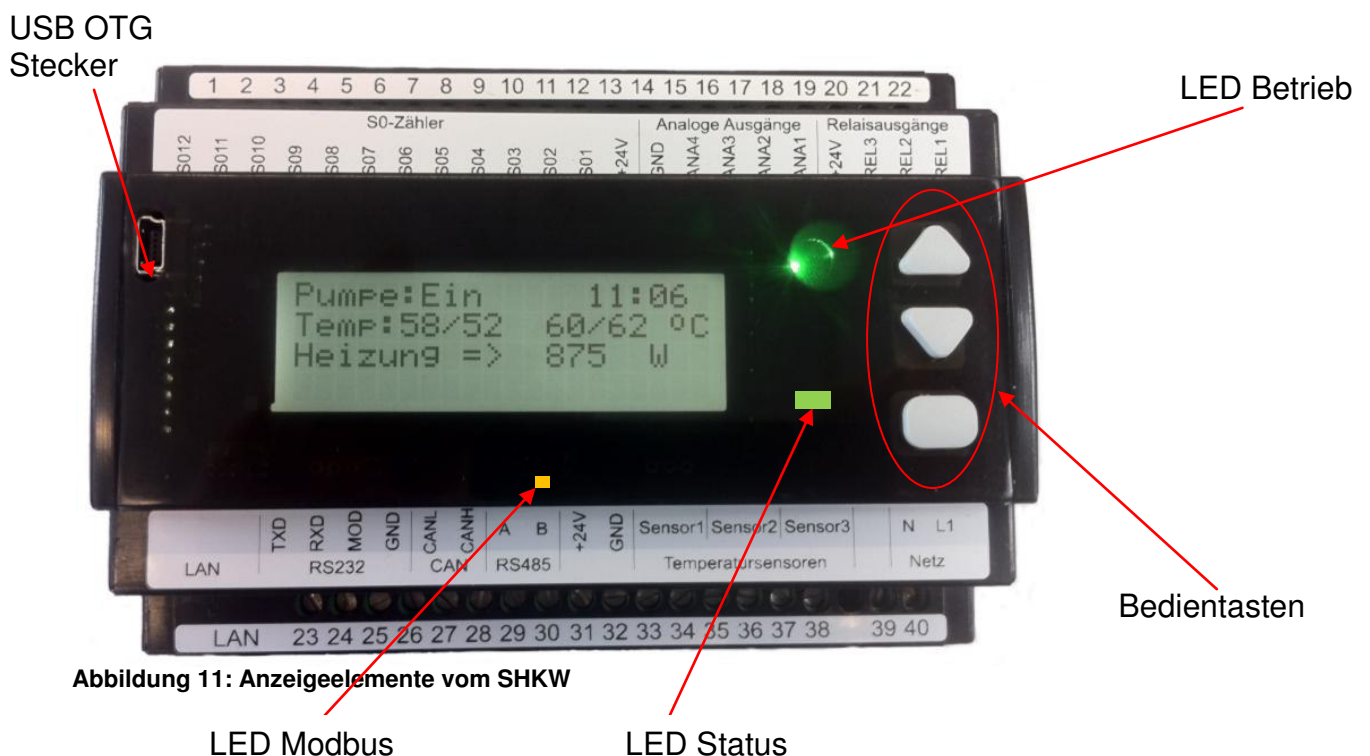 USB OTG
Stecker
LED Betrieb
1 2 3 4 5 6 7 8 9 10 11 12 13 14 15 16 17 18 19 20 21 22
S0-Zähler Analoge Ausgänge Relaisausgänge
S012 S011 S010 S09 S08 S07 S06 S05 S04 S03 S02 S01 +24V GND ANA4 ANA3 ANA2 ANA1 +24V REL3 REL2 REL1
Pumpe:Ein 11:06
Temp:58/52 60/62 °C
Heizung => 875 W
TXD RXD MOD GND CANL CANH A B +24V GND Sensor1 Sensor2 Sensor3 N L1
LAN RS232 CAN RS485 Temperatursensoren Netz
Bedientasten
LAN 23 24 25 26 27 28 29 30 31 32 33 34 35 36 37 38 39 40
Abbildung 11: Anzeigeelemente vom SHKW
LED Modbus LED Status